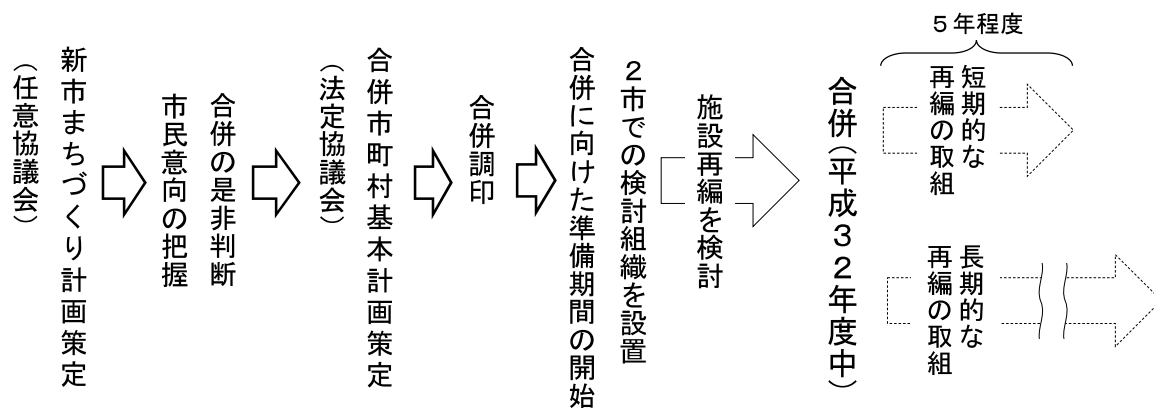 新市まちづくり計画策定
（任意協議会）
合併の是非判断
市民意向の把握
合併市町村基本計画策定
（法定協議会）
合併調印
２市での検討組織を設置
合併に向けた準備期間の開始
施設再編を検討
合併（平成３２年度中）
５年程度
短期的な
再編の取組
長期的な
再編の取組